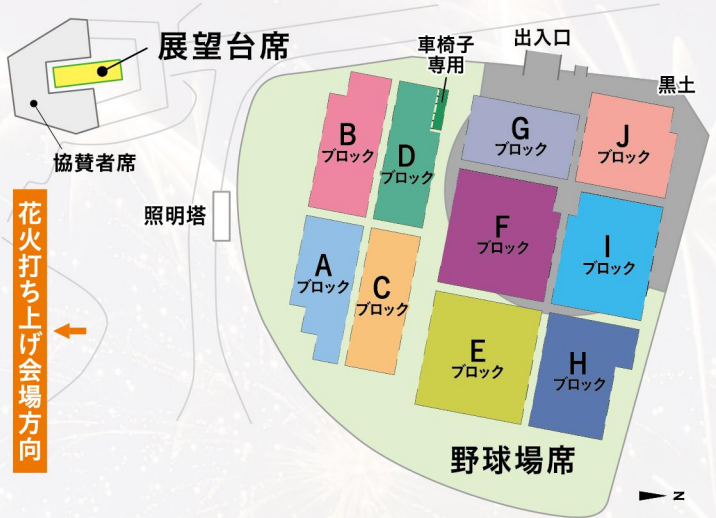 展望台席
協賛者席
花火打ち上げ会場方向
照明塔
車椅子
専用
出入口
黒土
B
ブロック
D
ブロック
G
ブロック
J
ブロック
A
ブロック
C
ブロック
F
ブロック
I
ブロック
E
ブロック
H
ブロック
野球場席
N